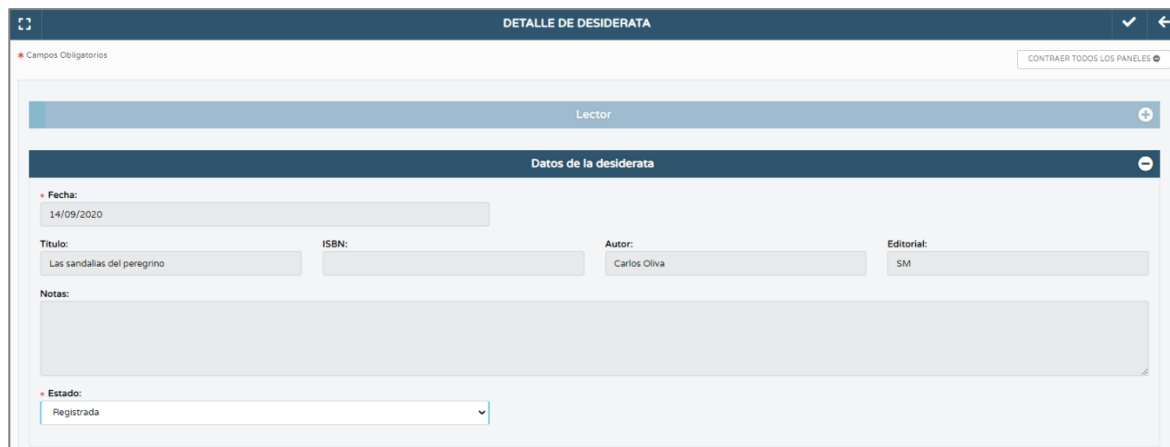 DETALLE DE DESIDERATA
* Campos Obligatorios
CONTRAER TODOS LOS PANELES
Lector
Datos de la desiderata
* Fecha:
14/09/2020
Título: ISBN: Autor: Editorial:
Las sandalias del peregrino Carlos Oliva SM
Notas:
* Estado:
Registrada